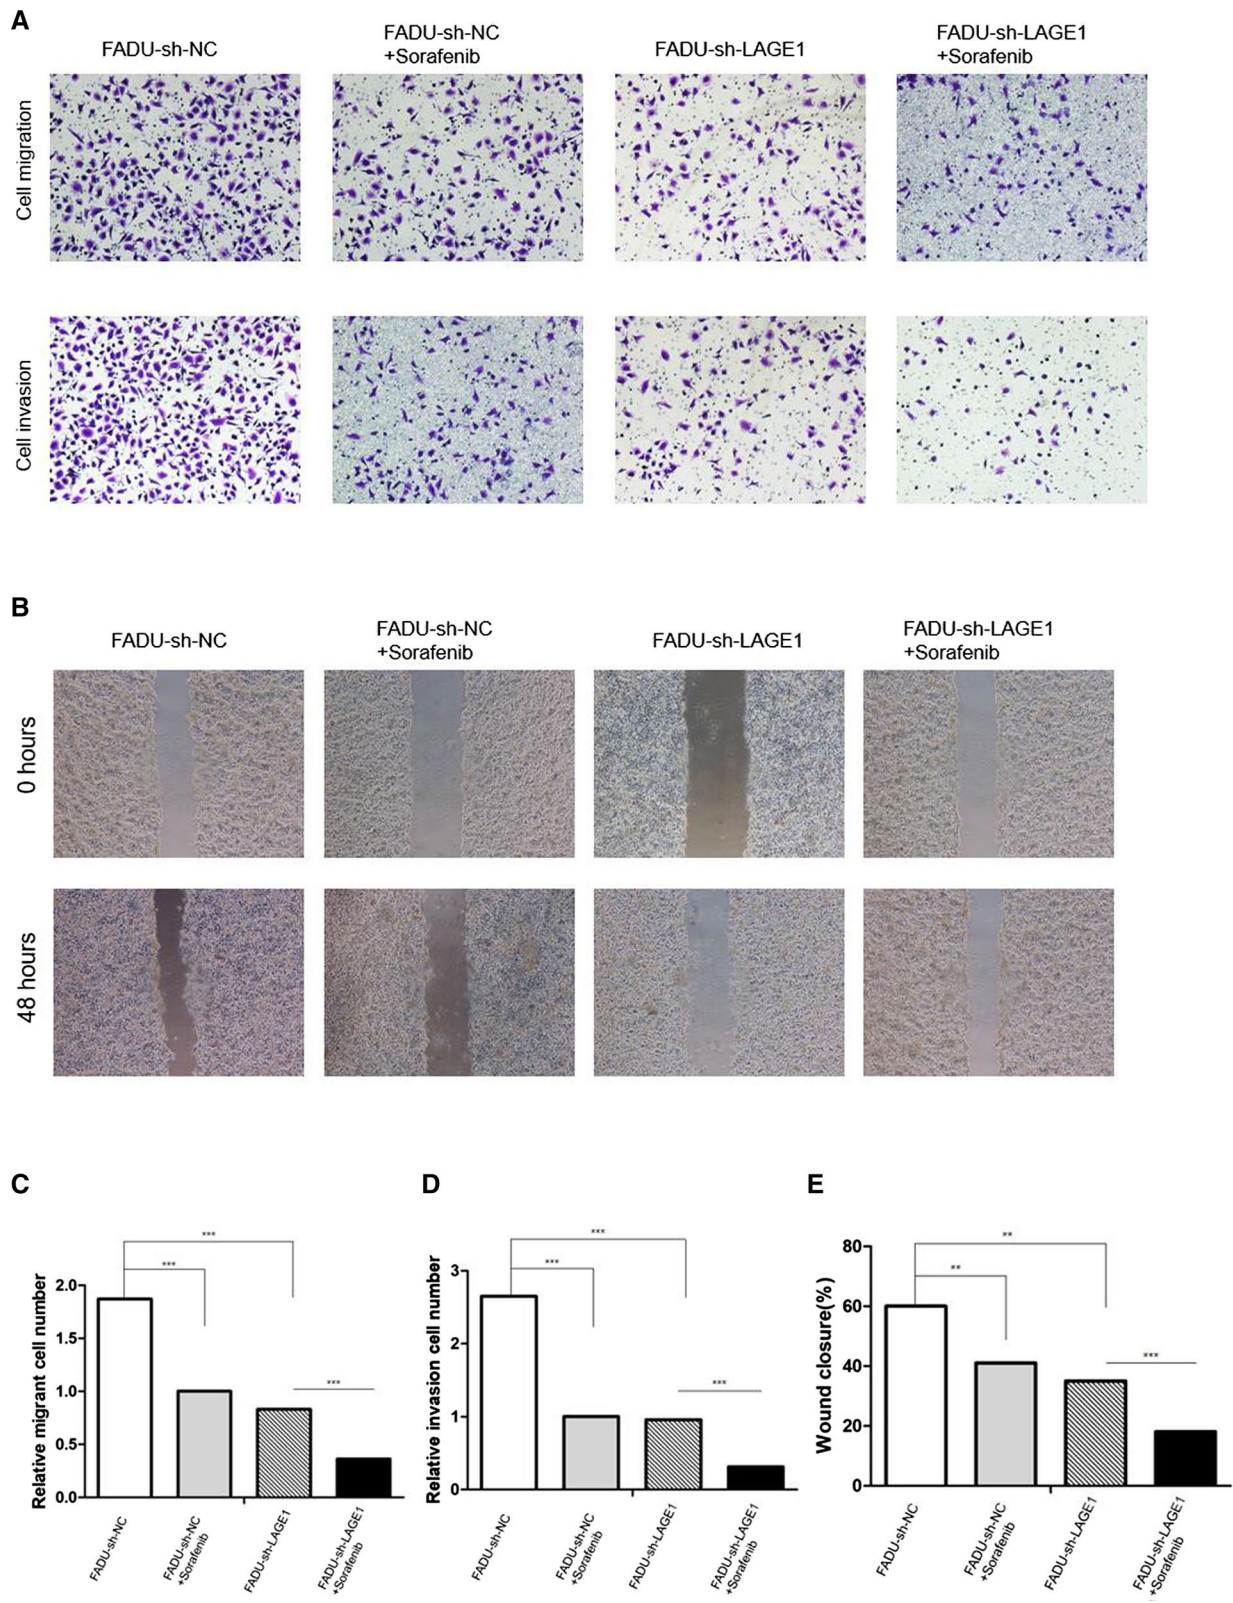 A
FADU-sh-NC
FADU-sh-NC
+Sorafenib
FADU-sh-LAGE1
FADU-sh-LAGE1
+Sorafenib
Cell migration
Cell invasion
B
FADU-sh-NC
FADU-sh-NC
+Sorafenib
FADU-sh-LAGE1
FADU-sh-LAGE1
+Sorafenib
0 hours
48 hours
C
Relative migrant cell number
2.0
1.5
1.0
0.5
0.0
***
***
***
FADU-sh-NC
FADU-sh-NC
+Sorafenib
FADU-sh-LAGE1
FADU-sh-LAGE1
+Sorafenib
D
Relative invasion cell number
3
2
1
0
***
***
***
FADU-sh-NC
FADU-sh-NC
+Sorafenib
FADU-sh-LAGE1
FADU-sh-LAGE1
+Sorafenib
E
Wound closure(%)
80
60
40
20
0
**
**
***
FADU-sh-NC
FADU-sh-NC
+Sorafenib
FADU-sh-LAGE1
FADU-sh-LAGE1
+Sorafenib